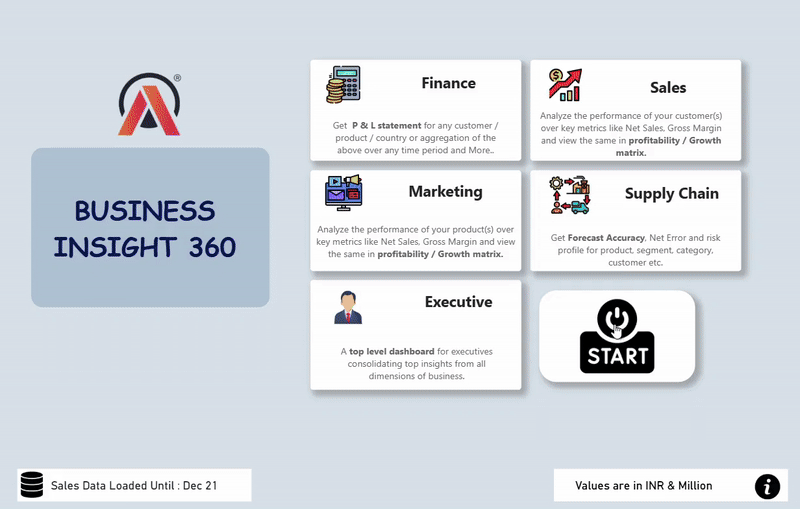 ®
BUSINESS
INSIGHT 360
Finance
Get P & L statement for any customer /
product / country or aggregation of the
above over any time period and More..
Sales
Analyze the performance of your customer(s)
over key metrics like Net Sales, Gross Margin
and view the same in profitability / Growth
matrix.
Marketing
Analyze the performance of your product(s) over
key metrics like Net Sales, Gross Margin and view
the same in profitability / Growth matrix.
Supply Chain
Get Forecast Accuracy, Net Error and risk
profile for product, segment, category,
customer etc.
Executive
A top level dashboard for executives
consolidating top insights from all
dimensions of business.
START
Sales Data Loaded Until : Dec 21
Values are in INR & Million